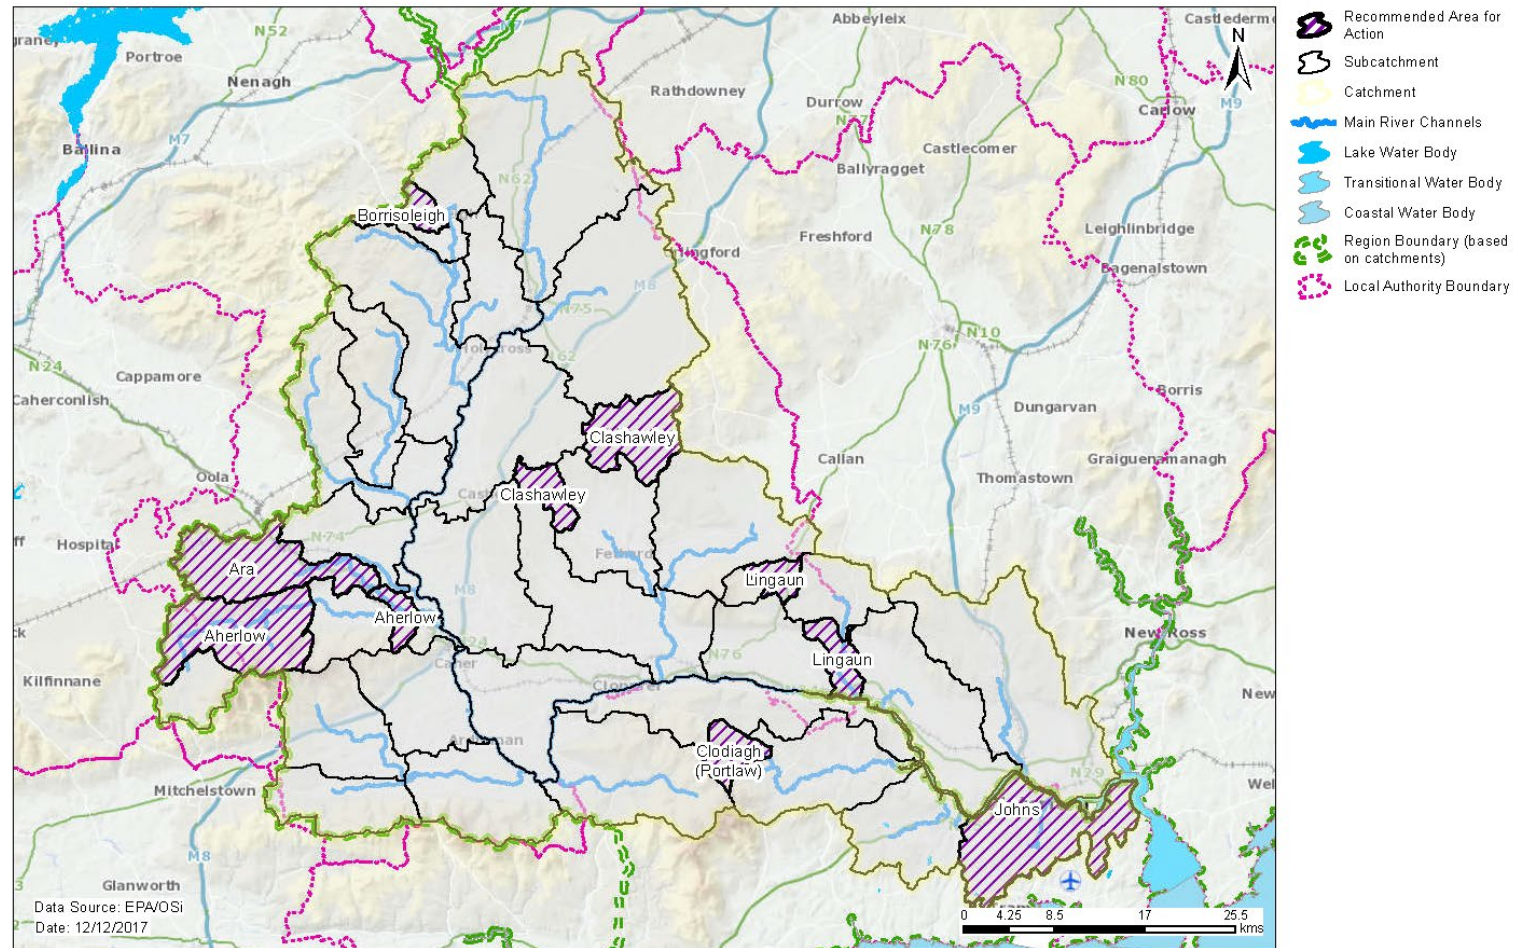 Abbeyleix
N52
M7
Portroe
Nenagh
Rathdowney
Durrow
N77
N80
Carlow
M9
Ballina
M7
Castlecomer
Ballyragget
N62
Borrisoleigh
Freshford
N78
Leighlinbridge
Bagenalstown
M8
N75
N10
N76
62
N24
Cappamore
Caherconlish
M9
Borris
Dungarvan
Clashawley
Callan
Graiguenamanagh
Oola
Thomastown
Clashawley
N74
Hospital
Ara
M8
Lingaun
Aherlow
Aherlow
N24
N76
New Ross
Lingaun
Kilfinnane
Clodiagh
(Portlaw)
Mitchelstown
N29
Johns
M8
Glanworth
Data Source: EPA/OSi
Date: 12/12/2017
0 4.25 8.5 17 25.5
kms
N
Recommended Area for
Action
Subcatchment
Catchment
Main River Channels
Lake Water Body
Transitional Water Body
Coastal Water Body
Region Boundary (based
on catchments)
Local Authority Boundary